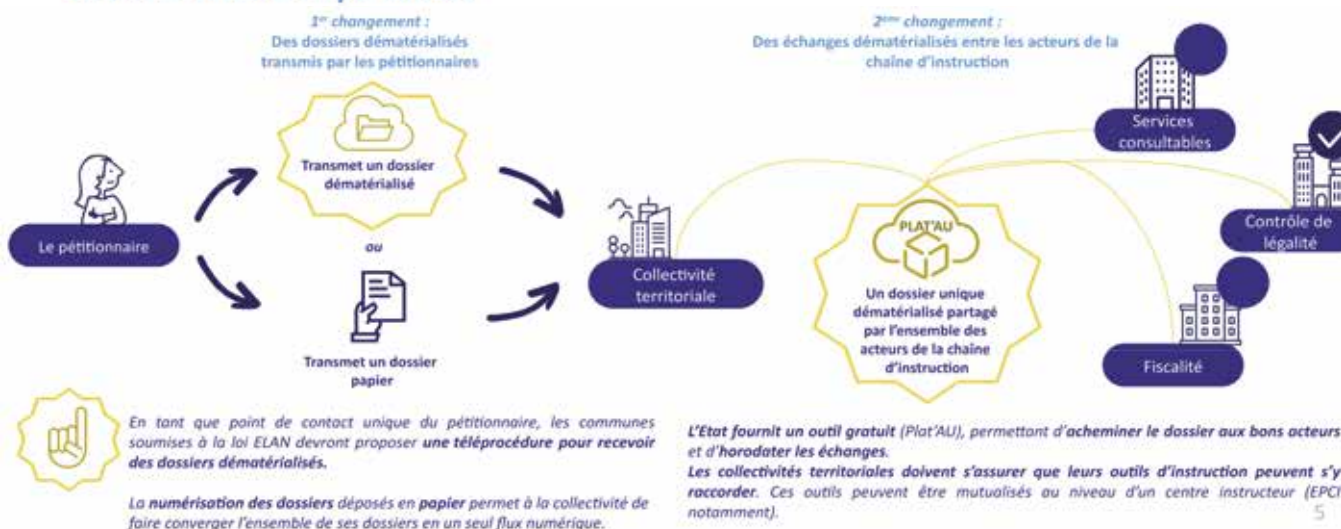 1er changement :
Des dossiers dématérialisés
transmis par les pétitionnaires
2ème changement :
Des échanges dématérialisés entre les acteurs de la
chaîne d'instruction
Le pétitionnaire
Transmet un dossier
dématérialisé
ou
Transmet un dossier
papier
Collectivité
territoriale
PLAT'AU
Un dossier unique
dématérialisé partagé
par l'ensemble des
acteurs de la chaîne
d'instruction
Services
consultables
Contrôle de
légalité
Fiscalité
En tant que point de contact unique du pétitionnaire, les communes
soumises à la loi ELAN devront proposer une téléprocédure pour recevoir
des dossiers dématérialisés.
La numérisation des dossiers déposés en papier permet à la collectivité de
faire converger l'ensemble de ses dossiers en un seul flux numérique.
L'Etat fournit un outil gratuit (Plat'AU), permettant d'acheminer le dossier aux bons acteurs
et d'horodater les échanges.
Les collectivités territoriales doivent s'assurer que leurs outils d'instruction peuvent s'y
raccorder. Ces outils peuvent être mutualisés au niveau d'un centre instructeur (EPCI
notamment).
5